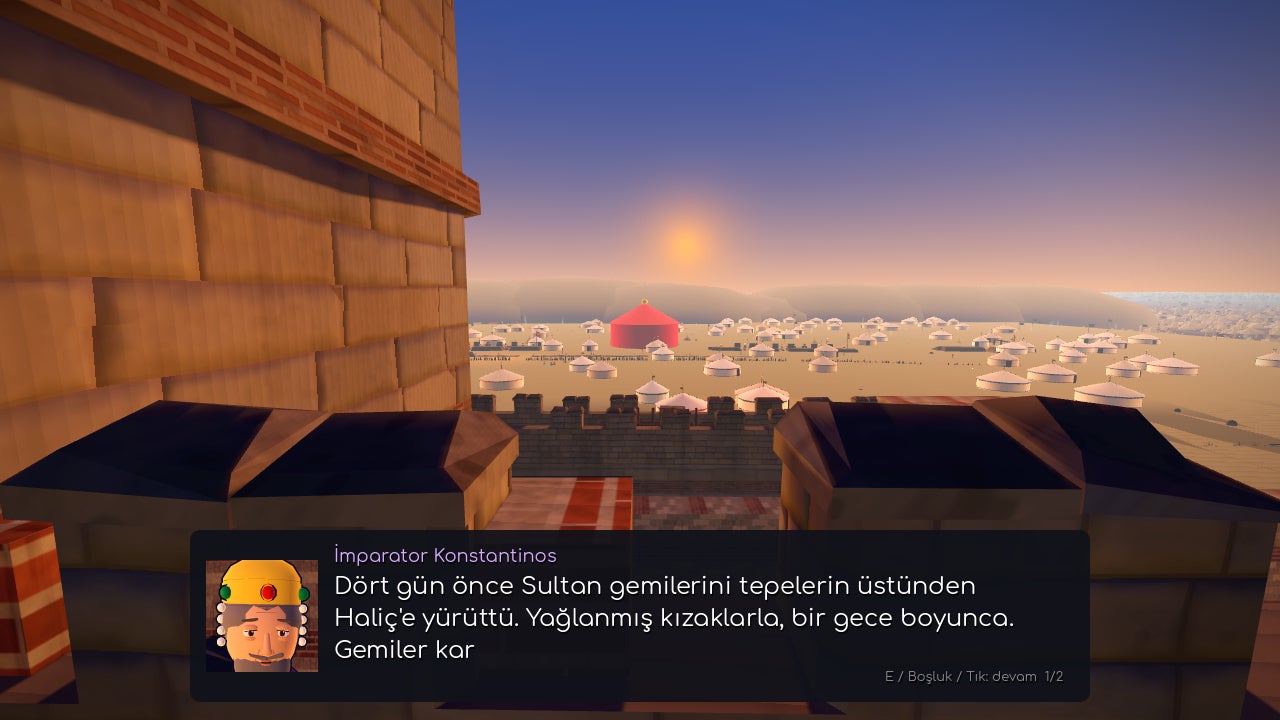 İmparator Konstantinos
Dört gün önce Sultan gemilerini tepelerin üstünden
Haliç'e yürüttü. Yağlanmış kızaklarla, bir gece boyunca.
Gemiler kar
E / Boşluk / Tık: devam 1/2